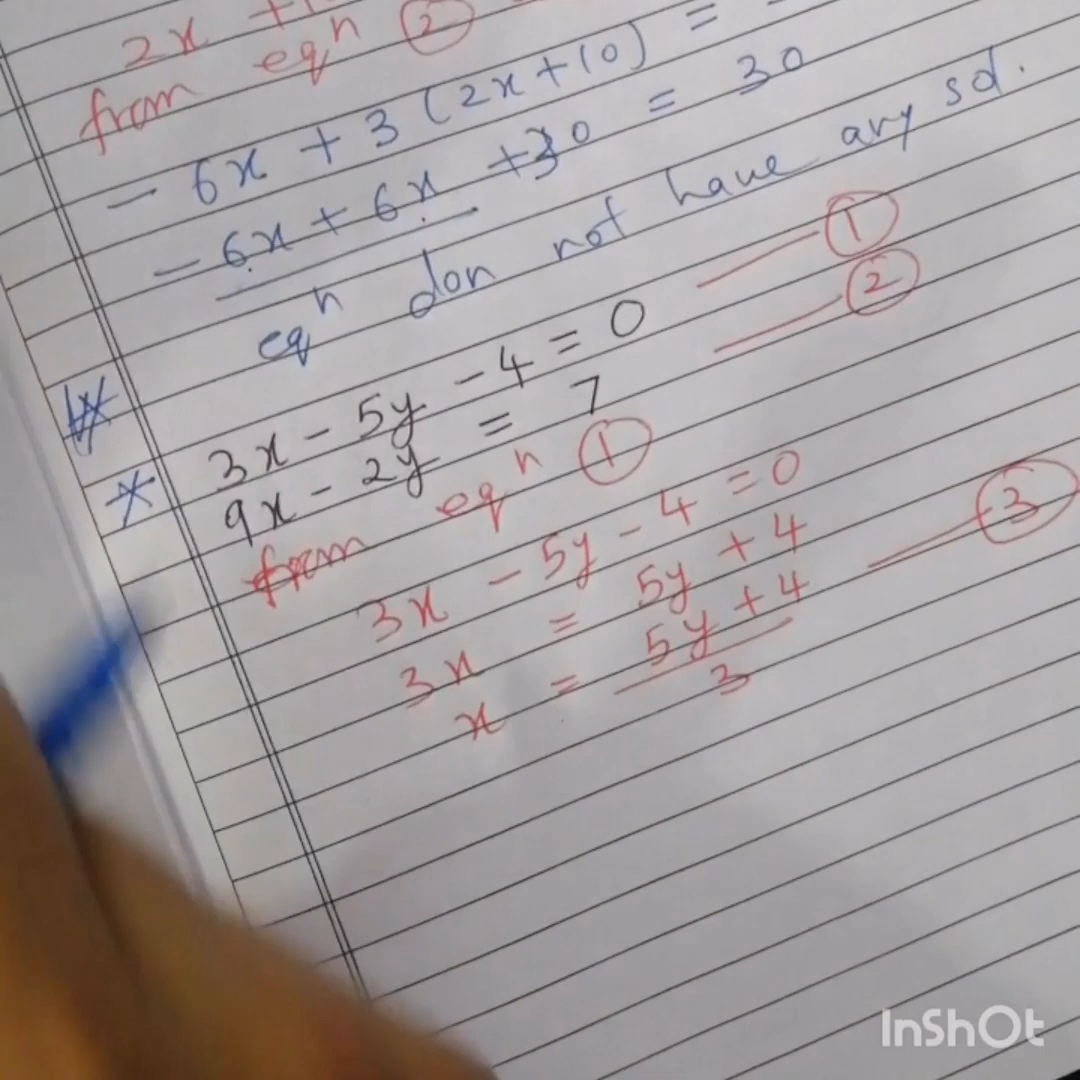 2x +
from eqn ②
- 6x + 3 (2x + 10) =
- 6x + 6x + 30 = 30
eqn don not have any sol.
* 3x - 5y - 4 = 0 ①
9x - 2y = 7 ②
from eqn ①
3x - 5y - 4 = 0
3x = 5y + 4
x = 5y + 4 / 3 ③
InShOt